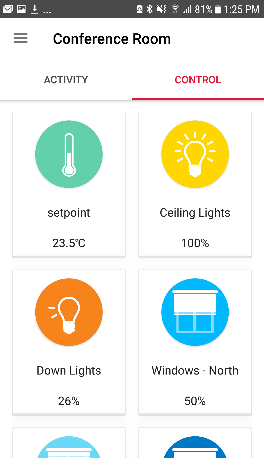 ... 81% 1:25 PM
Conference Room
ACTIVITY CONTROL
setpoint Ceiling Lights
23.5℃ 100%
Down Lights Windows - North
26% 50%